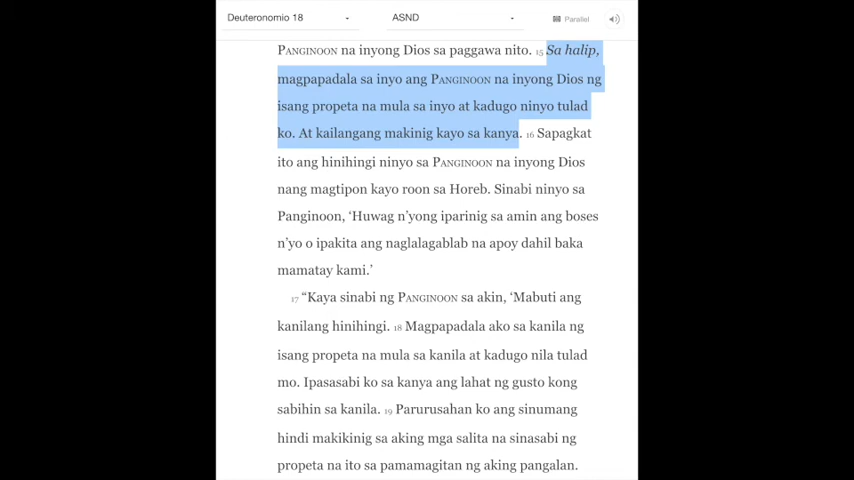 Deuteronomio 18 ASND Parallel
PANGINOON na inyong Dios sa paggawa nito. 15 Sa halip,
magpapadala sa inyo ang PANGINOON na inyong Dios ng
isang propeta na mula sa inyo at kadugo ninyo tulad
ko. At kailangang makinig kayo sa kanya. 16 Sapagkat
ito ang hinihingi ninyo sa PANGINOON na inyong Dios
nang magtipon kayo roon sa Horeb. Sinabi ninyo sa
Panginoon, ‘Huwag n’yong iparinig sa amin ang boses
n’yo o ipakita ang naglalagablab na apoy dahil baka
mamatay kami.’
17 “Kaya sinabi ng PANGINOON sa akin, ‘Mabuti ang
kanilang hinihingi. 18 Magpapadala ako sa kanila ng
isang propeta na mula sa kanila at kadugo nila tulad
mo. Ipasasabi ko sa kanya ang lahat ng gusto kong
sabihin sa kanila. 19 Parurusahan ko ang sinumang
hindi makikinig sa aking mga salita na sinasabi ng
propeta na ito sa pamamagitan ng aking pangalan.